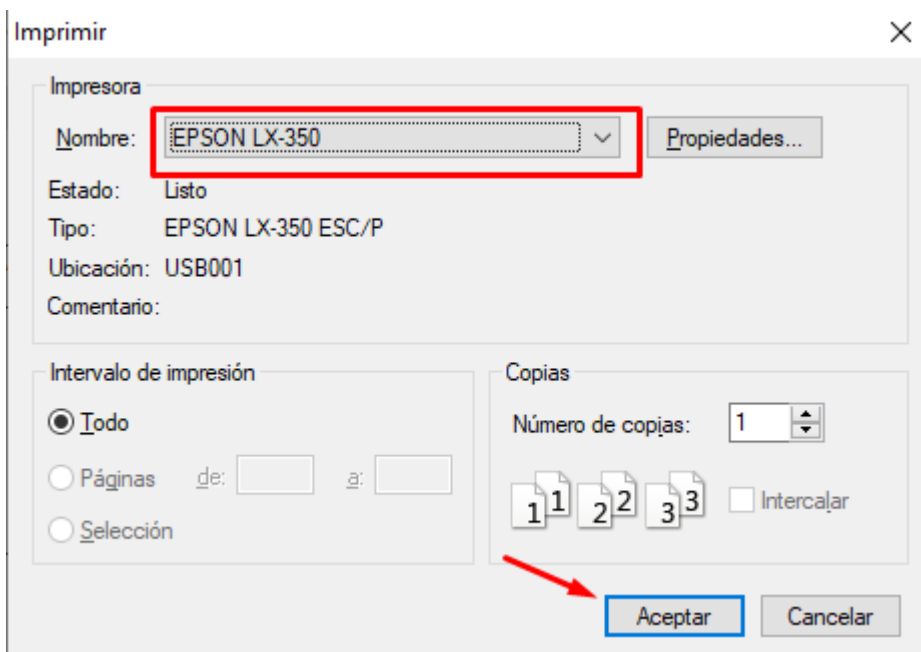 Imprimir
Impresora
Nombre: EPSON LX-350 Propiedades...
Estado: Listo
Tipo: EPSON LX-350 ESC/P
Ubicación: USB001
Comentario:
Intervalo de impresión
Todo
Páginas de: a:
Selección
Copias
Número de copias: 1
1 1 2 2 3 3 Intercalar
Aceptar Cancelar